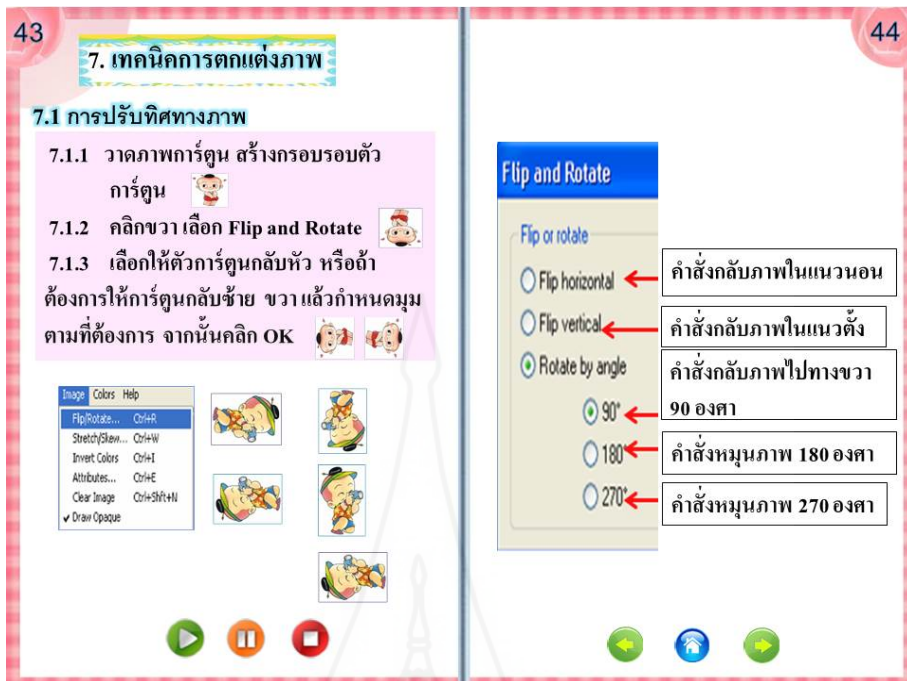 43
7. เทคนิคการตกแต่งภาพ
7.1 การปรับทิศทางภาพ
7.1.1 วาดภาพการ์ตูน สร้างกรอบรอบตัว
การ์ตูน
7.1.2 คลิกขวา เลือก Flip and Rotate
7.1.3 เลือกให้ตัวการ์ตูนกลับหัว หรือถ้า
ต้องการให้การ์ตูนกลับซ้าย ขวา แล้วกำหนดมุม
ตามที่ต้องการ จากนั้นคลิก OK
Image Colors Help
Flip/Rotate... Ctrl+R
Stretch/Skew... Ctrl+W
Invert Colors Ctrl+I
Attributes... Ctrl+E
Clear Image Ctrl+Shft+N
✓ Draw Opaque
44
Flip and Rotate
Flip or rotate
Flip horizontal
คำสั่งกลับภาพในแนวนอน
Flip vertical
คำสั่งกลับภาพในแนวตั้ง
Rotate by angle
คำสั่งกลับภาพไปทางขวา
90 องศา
90°
180°
คำสั่งหมุนภาพ 180 องศา
270°
คำสั่งหมุนภาพ 270 องศา